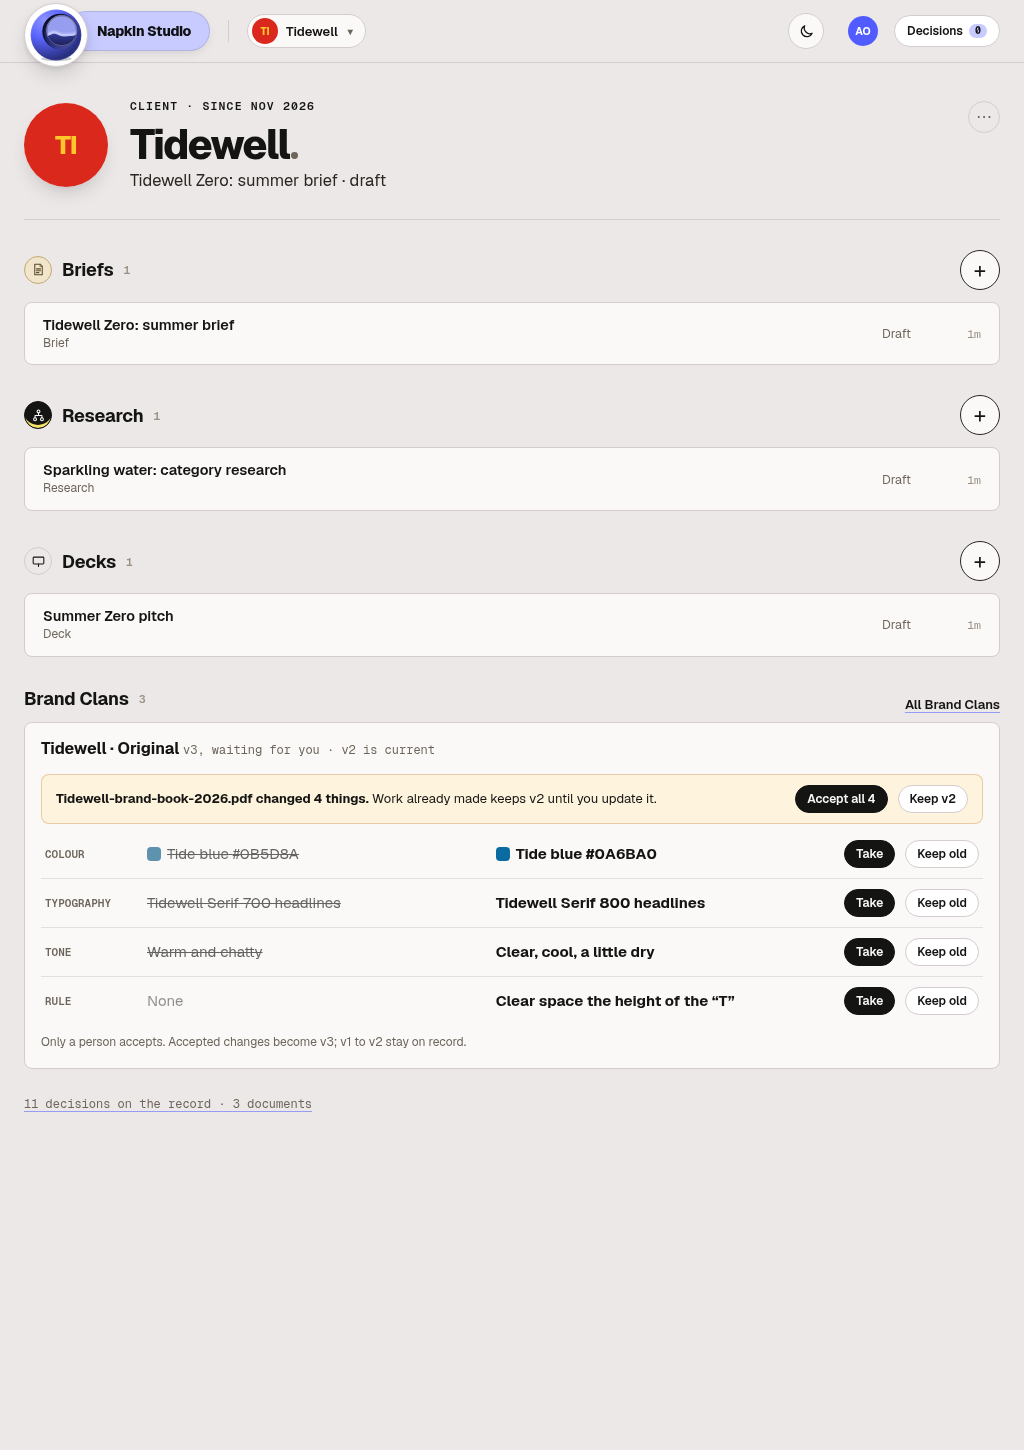 Napkin Studio
TI Tidewell ▾
AO
Decisions 0
TI
CLIENT · SINCE NOV 2026
Tidewell.
Tidewell Zero: summer brief · draft
···
Briefs 1
+
Tidewell Zero: summer brief
Brief
Draft 1m
Research 1
+
Sparkling water: category research
Research
Draft 1m
Decks 1
+
Summer Zero pitch
Deck
Draft 1m
Brand Clans 3
All Brand Clans
Tidewell · Original v3, waiting for you · v2 is current
Tidewell-brand-book-2026.pdf changed 4 things. Work already made keeps v2 until you update it. Accept all 4 Keep v2
COLOUR Tide blue #0B5D8A Tide blue #0A6BA0 Take Keep old
TYPOGRAPHY Tidewell Serif 700 headlines Tidewell Serif 800 headlines Take Keep old
TONE Warm and chatty Clear, cool, a little dry Take Keep old
RULE None Clear space the height of the “T” Take Keep old
Only a person accepts. Accepted changes become v3; v1 to v2 stay on record.
11 decisions on the record · 3 documents